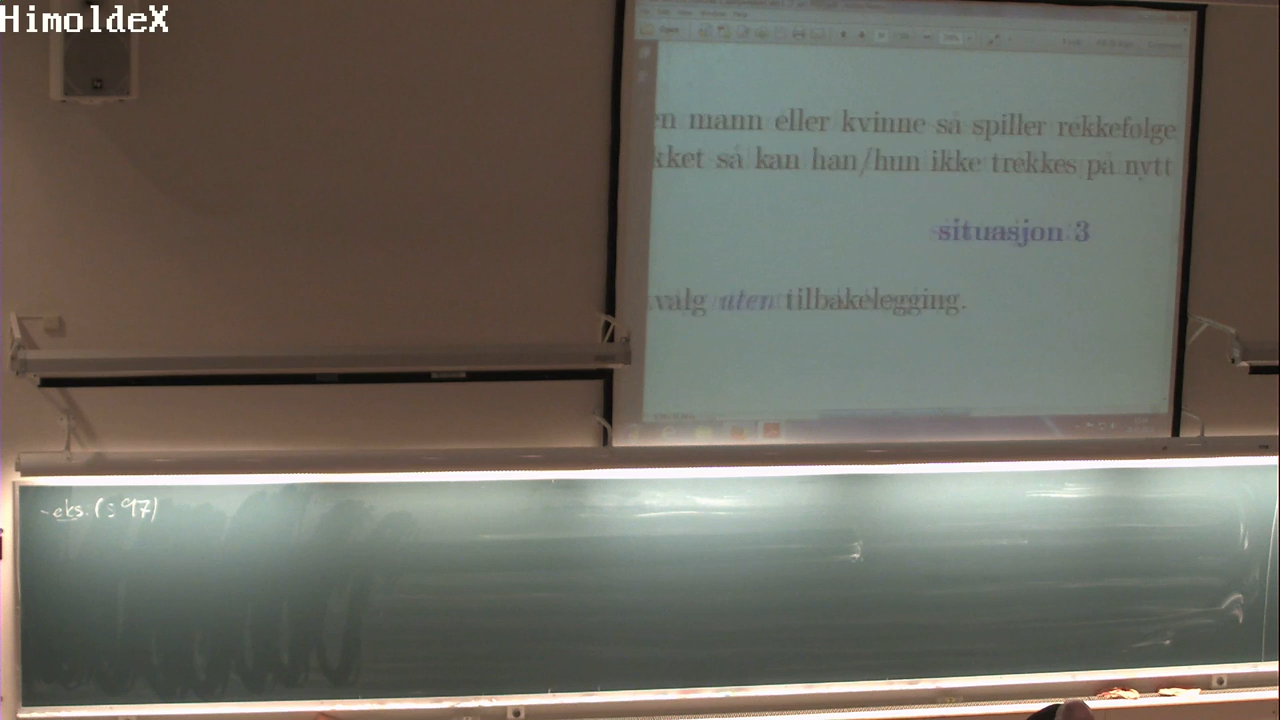 HimoldeX
en mann eller kvinne så spiller rekkefølge
kket så kan han/hun ikke trekkes på nytt
situasjon 3
valg uten tilbakelegging.
-eks. (: 97)